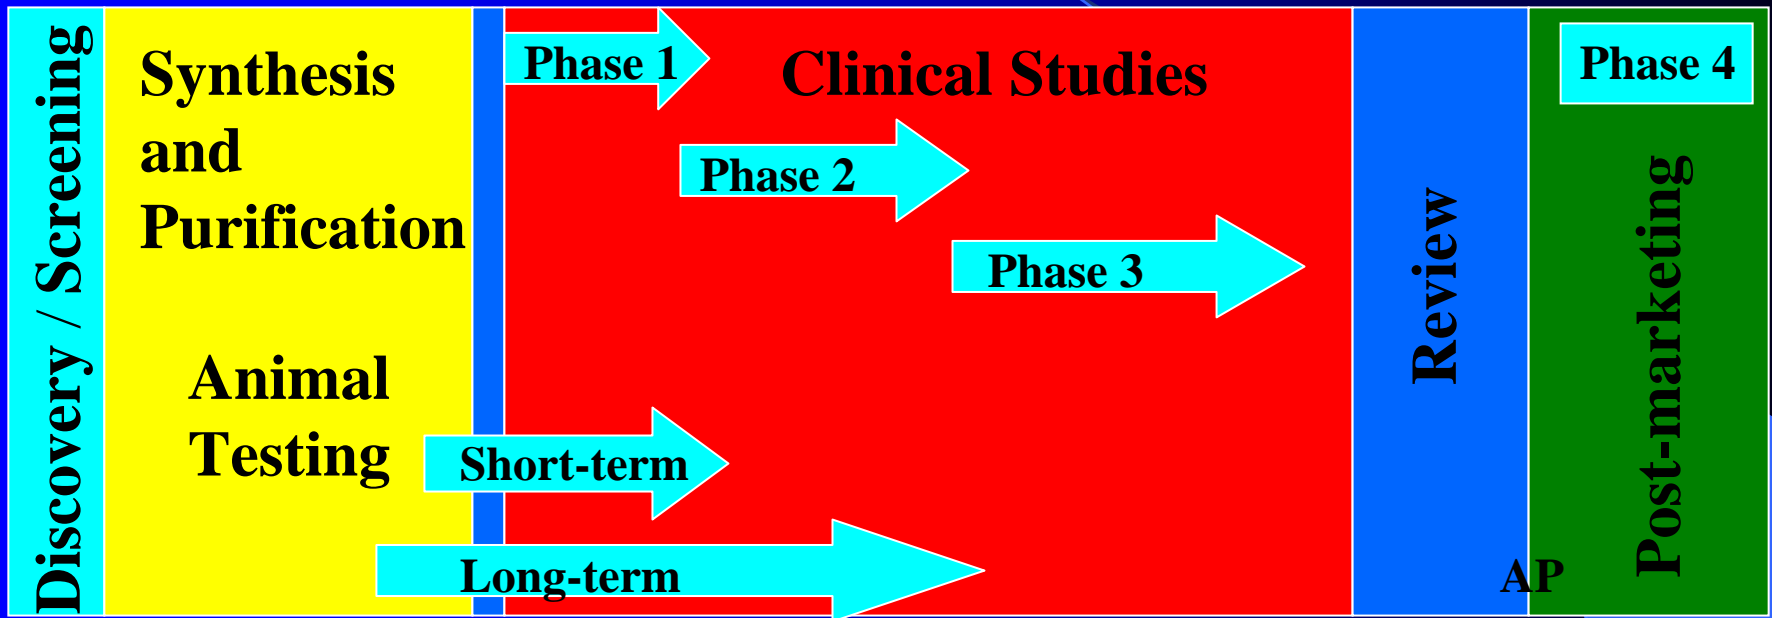 Discovery / Screening
Synthesis
and
Purification
Animal
Testing
Phase 1
Clinical Studies
Phase 2
Phase 3
Short-term
Long-term
Review
AP
Phase 4
Post-marketing